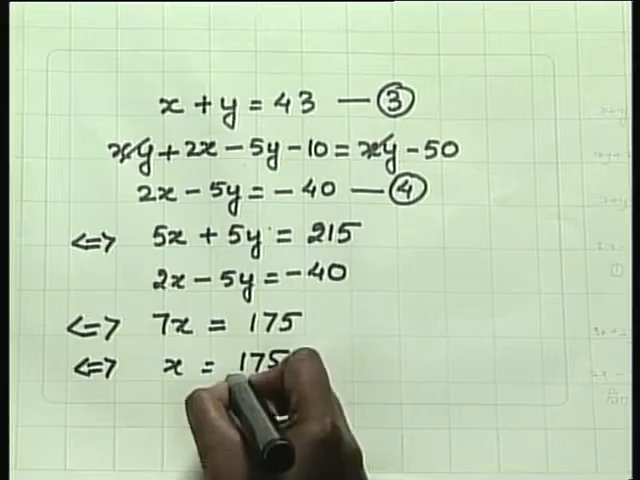 x + y = 43 — ③
xy + 2x - 5y - 10 = xy - 50
2x - 5y = -40 — ④
<=> 5x + 5y = 215
2x - 5y = -40
<=> 7x = 175
<=> x = 175